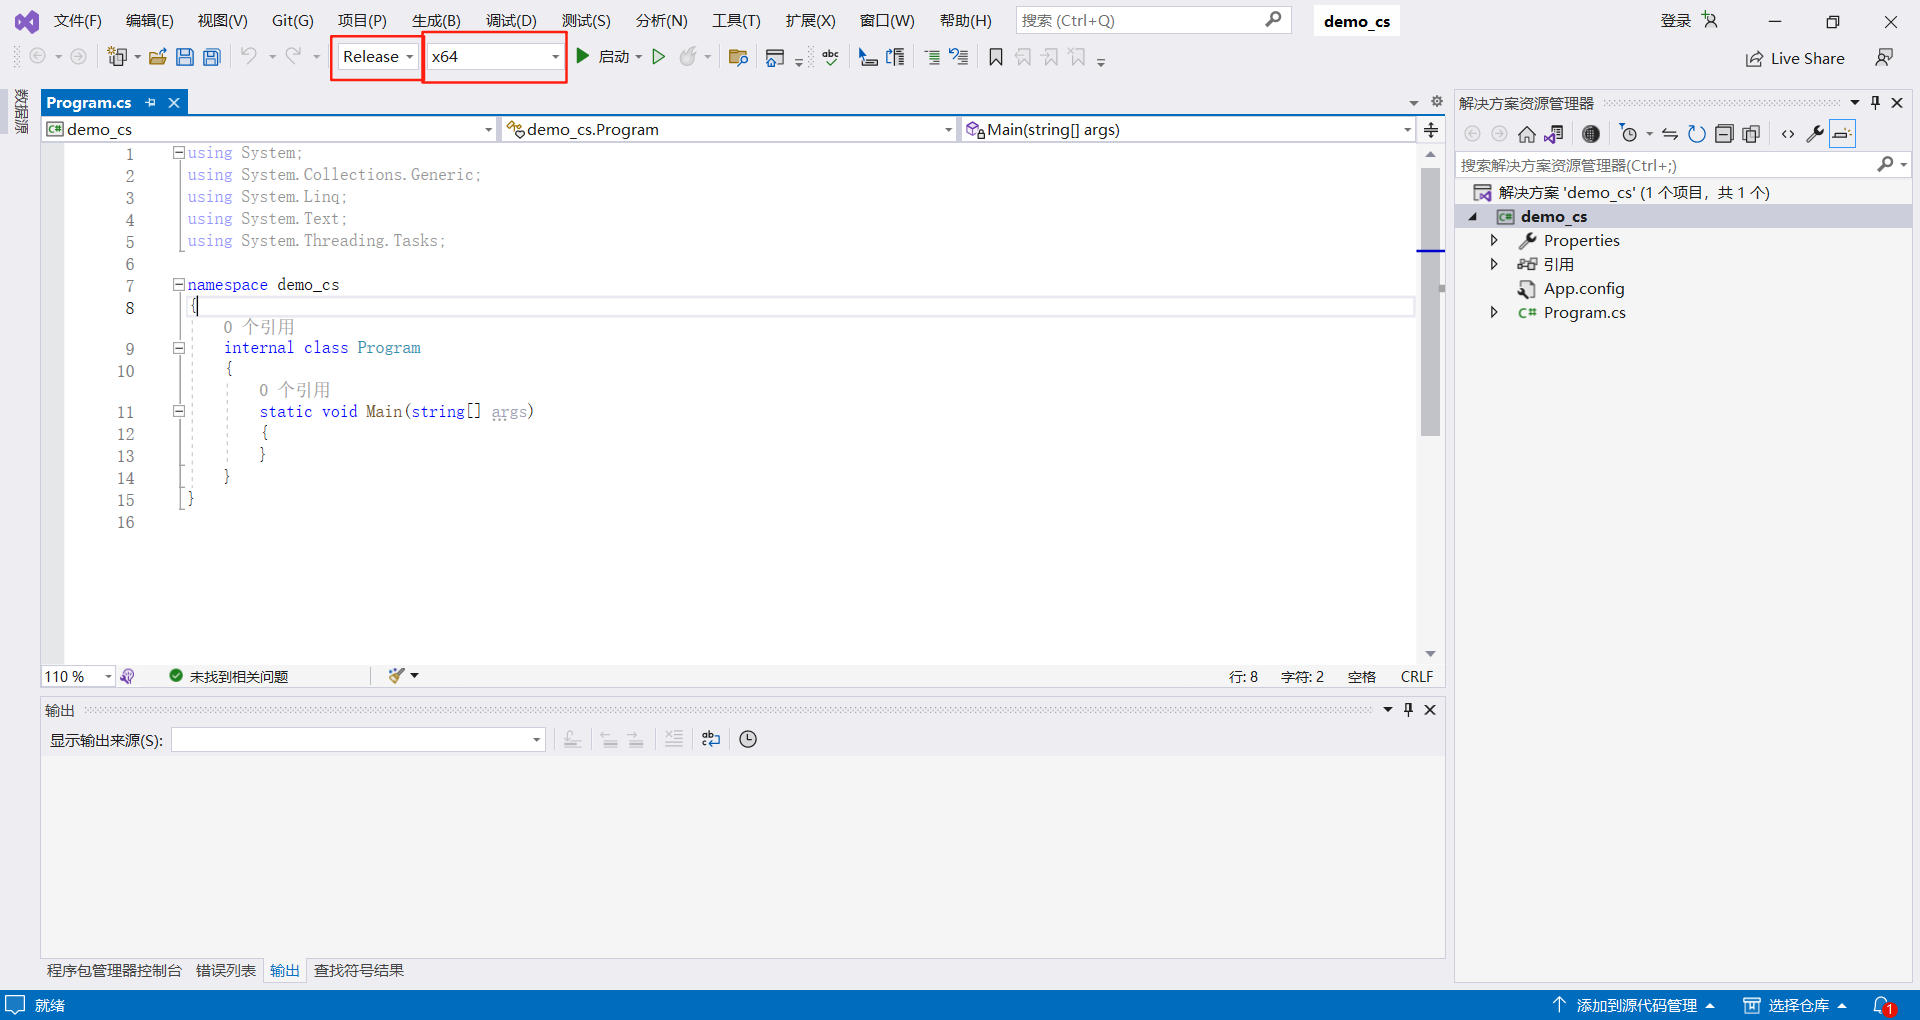 文件(F) 编辑(E) 视图(V) Git(G) 项目(P) 生成(B) 调试(D) 测试(S) 分析(N) 工具(T) 扩展(X) 窗口(W) 帮助(H) 搜索 (Ctrl+Q) demo_cs 登录
Release x64 启动 abc Live Share
数据源
Program.cs
demo_cs demo_cs.Program Main(string[] args)
1 using System;
2 using System.Collections.Generic;
3 using System.Linq;
4 using System.Text;
5 using System.Threading.Tasks;
6
7 namespace demo_cs
8 {
0 个引用
9 internal class Program
10 {
0 个引用
11 static void Main(string[] args)
12 {
13 }
14 }
15 }
16
110 % 未找到相关问题 行: 8 字符: 2 空格 CRLF
输出
显示输出来源(S):
程序包管理器控制台 错误列表 输出 查找符号结果
解决方案资源管理器
搜索解决方案资源管理器(Ctrl+;)
解决方案 'demo_cs' (1 个项目，共 1 个)
C# demo_cs
Properties
引用
App.config
C# Program.cs
就绪 添加到源代码管理 选择仓库 1